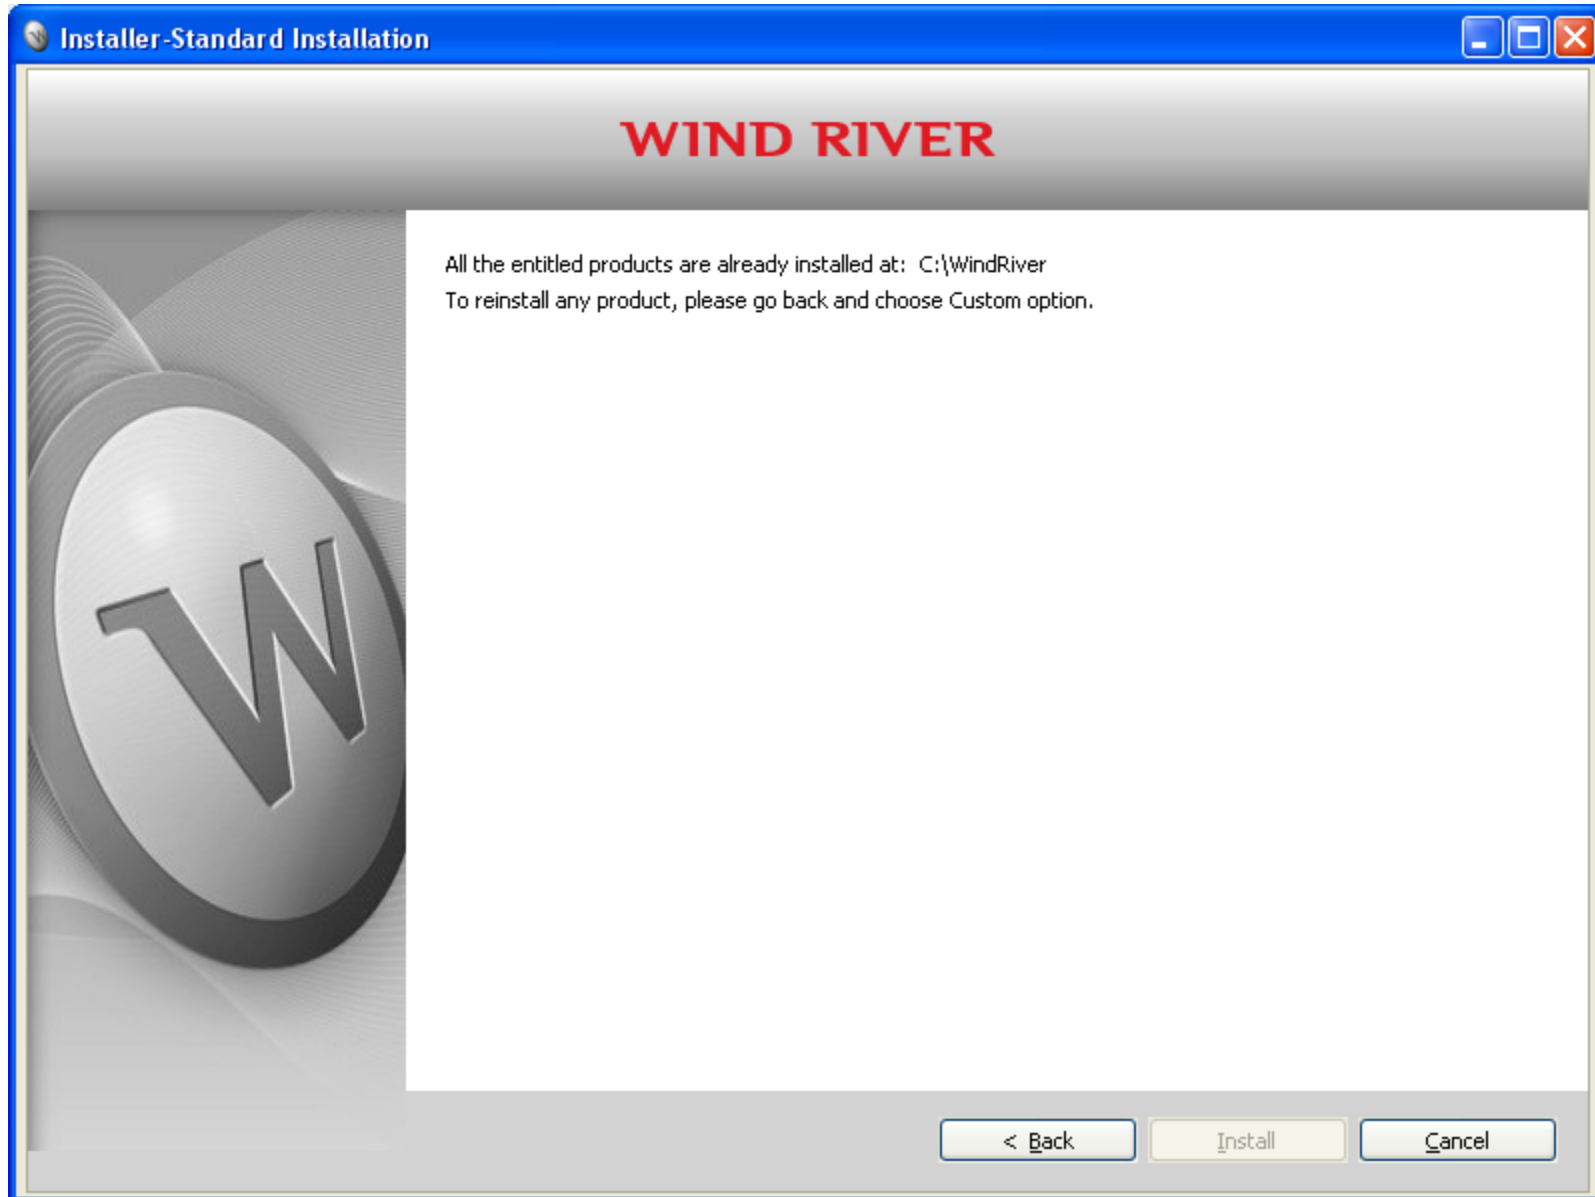 Installer-Standard Installation
WIND RIVER
All the entitled products are already installed at: C:\WindRiver
To reinstall any product, please go back and choose Custom option.
W
< Back Install Cancel